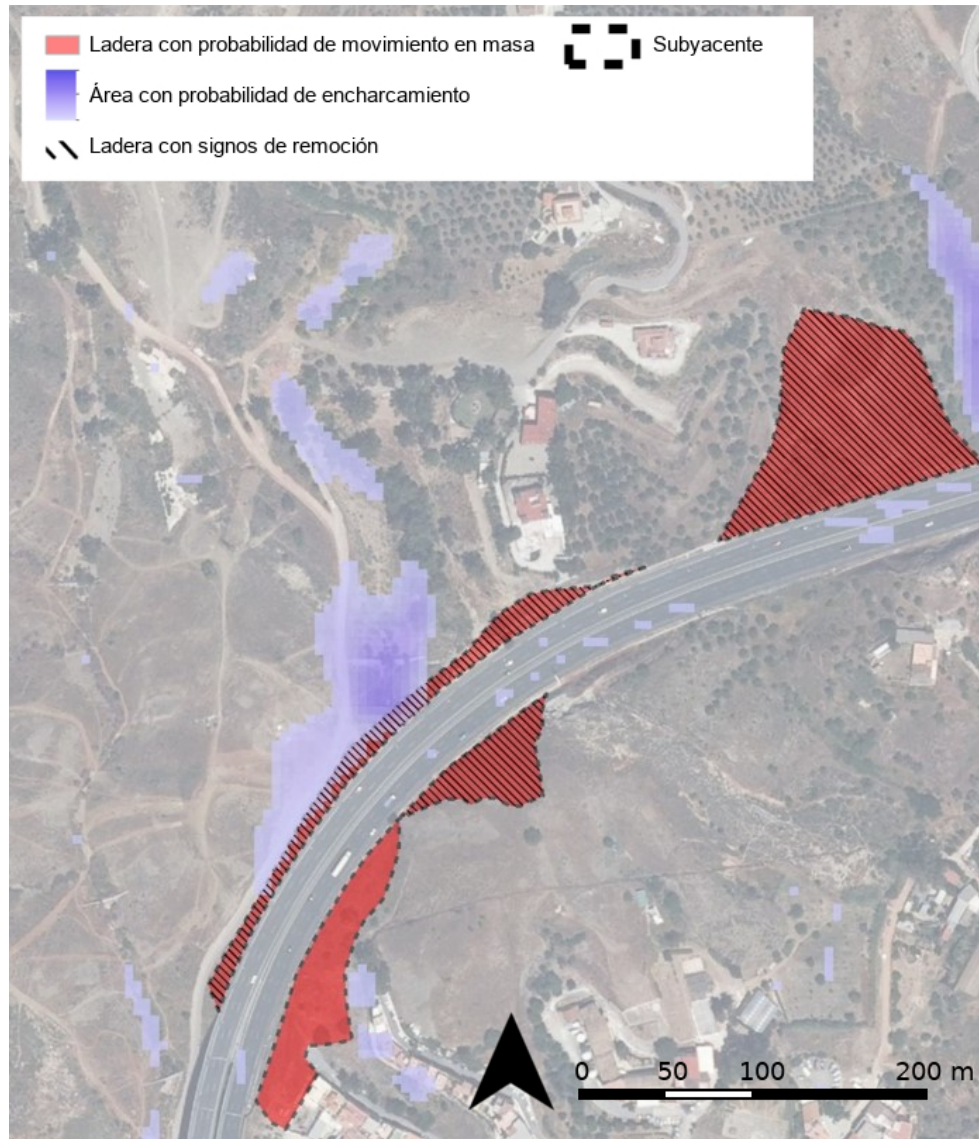 Ladera con probabilidad de movimiento en masa
Subyacente
Área con probabilidad de encharcamiento
Ladera con signos de remoción
0 50 100 200 m